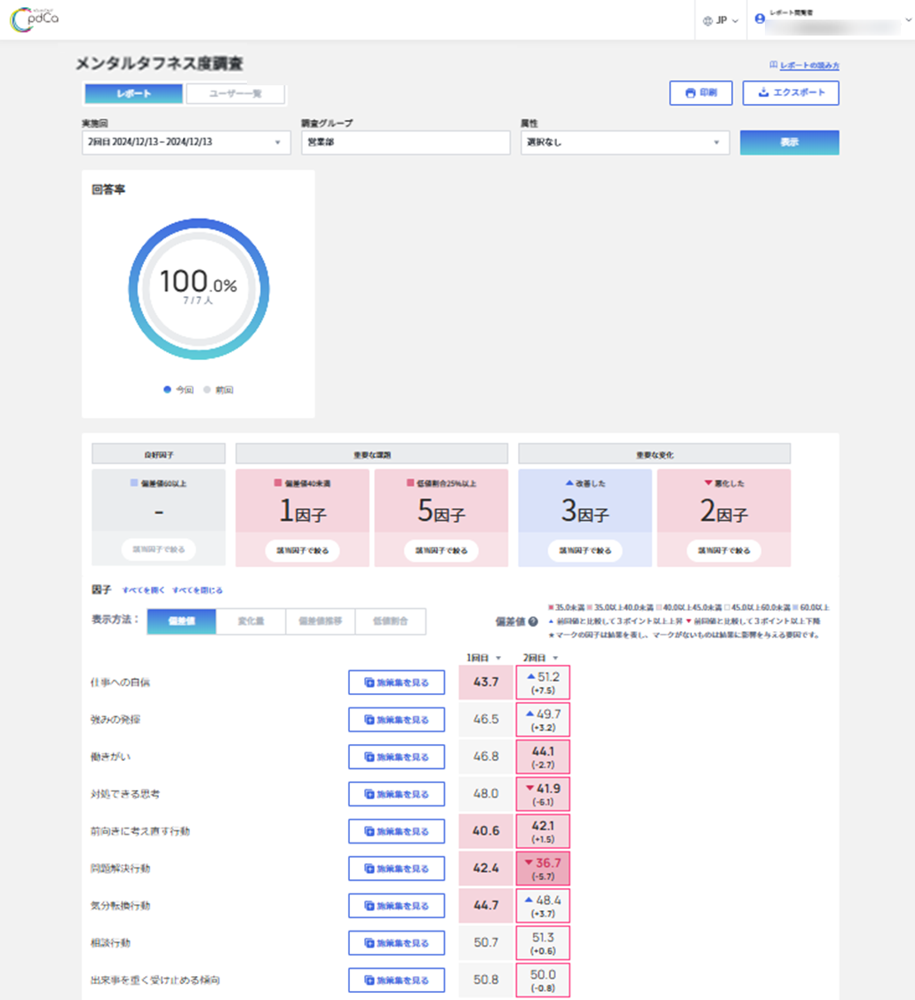 pdCa
JP
レポート閲覧者
メンタルタフネス度調査
レポートの読み方
レポート
ユーザー一覧
印刷
エクスポート
実施回
調査グループ
属性
2回目 2024/12/13 – 2024/12/13
営業部
選択なし
表示
回答率
100.0%
7 / 7 人
今回
前回
良好因子
重要な課題
重要な変化
偏差値60以上
偏差値40未満
低値割合25%以上
改善した
悪化した
-
1因子
5因子
3因子
2因子
該当因子で絞る
該当因子で絞る
該当因子で絞る
該当因子で絞る
該当因子で絞る
因子 すべてを開く すべてを閉じる
表示方法：
偏差値
変化量
偏差値推移
低値割合
偏差値
35.0未満 35.0以上40.0未満 40.0以上45.0未満 45.0以上60.0未満 60.0以上
▲ 前回値と比較して3ポイント以上上昇 ▼ 前回値と比較して3ポイント以上下降
★マークの因子は結果を表し、マークがないものは結果に影響を与える要因です。
1回目 ▼ 2回目 ▼
仕事への自信 施策集を見る 43.7 ▲ 51.2
(+7.5)
強みの発揮 施策集を見る 46.5 ▲ 49.7
(+3.2)
働きがい 施策集を見る 46.8 44.1
(-2.7)
対処できる思考 施策集を見る 48.0 ▼ 41.9
(-6.1)
前向きに考え直す行動 施策集を見る 40.6 42.1
(+1.5)
問題解決行動 施策集を見る 42.4 ▼ 36.7
(-5.7)
気分転換行動 施策集を見る 44.7 ▲ 48.4
(+3.7)
相談行動 施策集を見る 50.7 51.3
(+0.6)
出来事を重く受け止める傾向 施策集を見る 50.8 50.0
(-0.8)